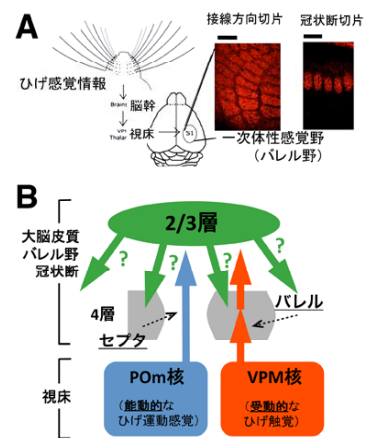 A
接線方向切片
冠状断切片
ひげ感覚情報
脳幹
視床
S1
一次体性感覚野
(バレル野)
B
2/3層
? ? ? ?
大脳皮質
バレル野
冠状断
4層
セプタ
バレル
視床
POm核
(能動的な
ひげ運動感覚)
VPM核
(受動的な
ひげ触覚)